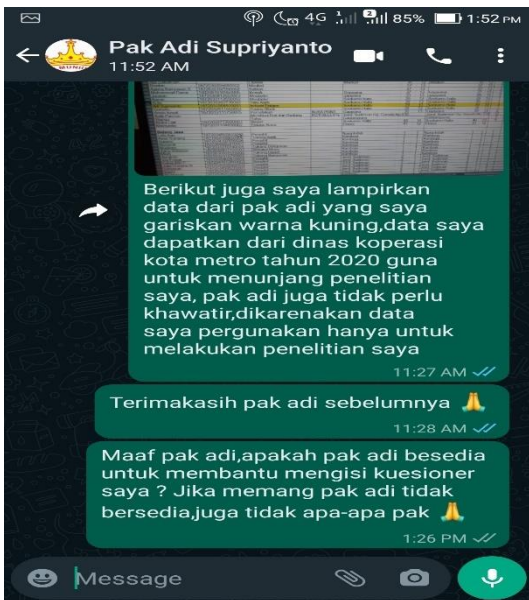 4G 2 85% 1:52 PM
Pak Adi Supriyanto
11:52 AM
Berikut juga saya lampirkan
data dari pak adi yang saya
gariskan warna kuning,data saya
dapatkan dari dinas koperasi
kota metro tahun 2020 guna
untuk menunjang penelitian
saya, pak adi juga tidak perlu
khawatir,dikarenakan data
saya pergunakan hanya untuk
melakukan penelitian saya
11:27 AM
Terimakasih pak adi sebelumnya 🙏
11:28 AM
Maaf pak adi,apakah pak adi besedia
untuk membantu mengisi kuesioner
saya ? Jika memang pak adi tidak
bersedia,juga tidak apa-apa pak 🙏
1:26 PM
Message